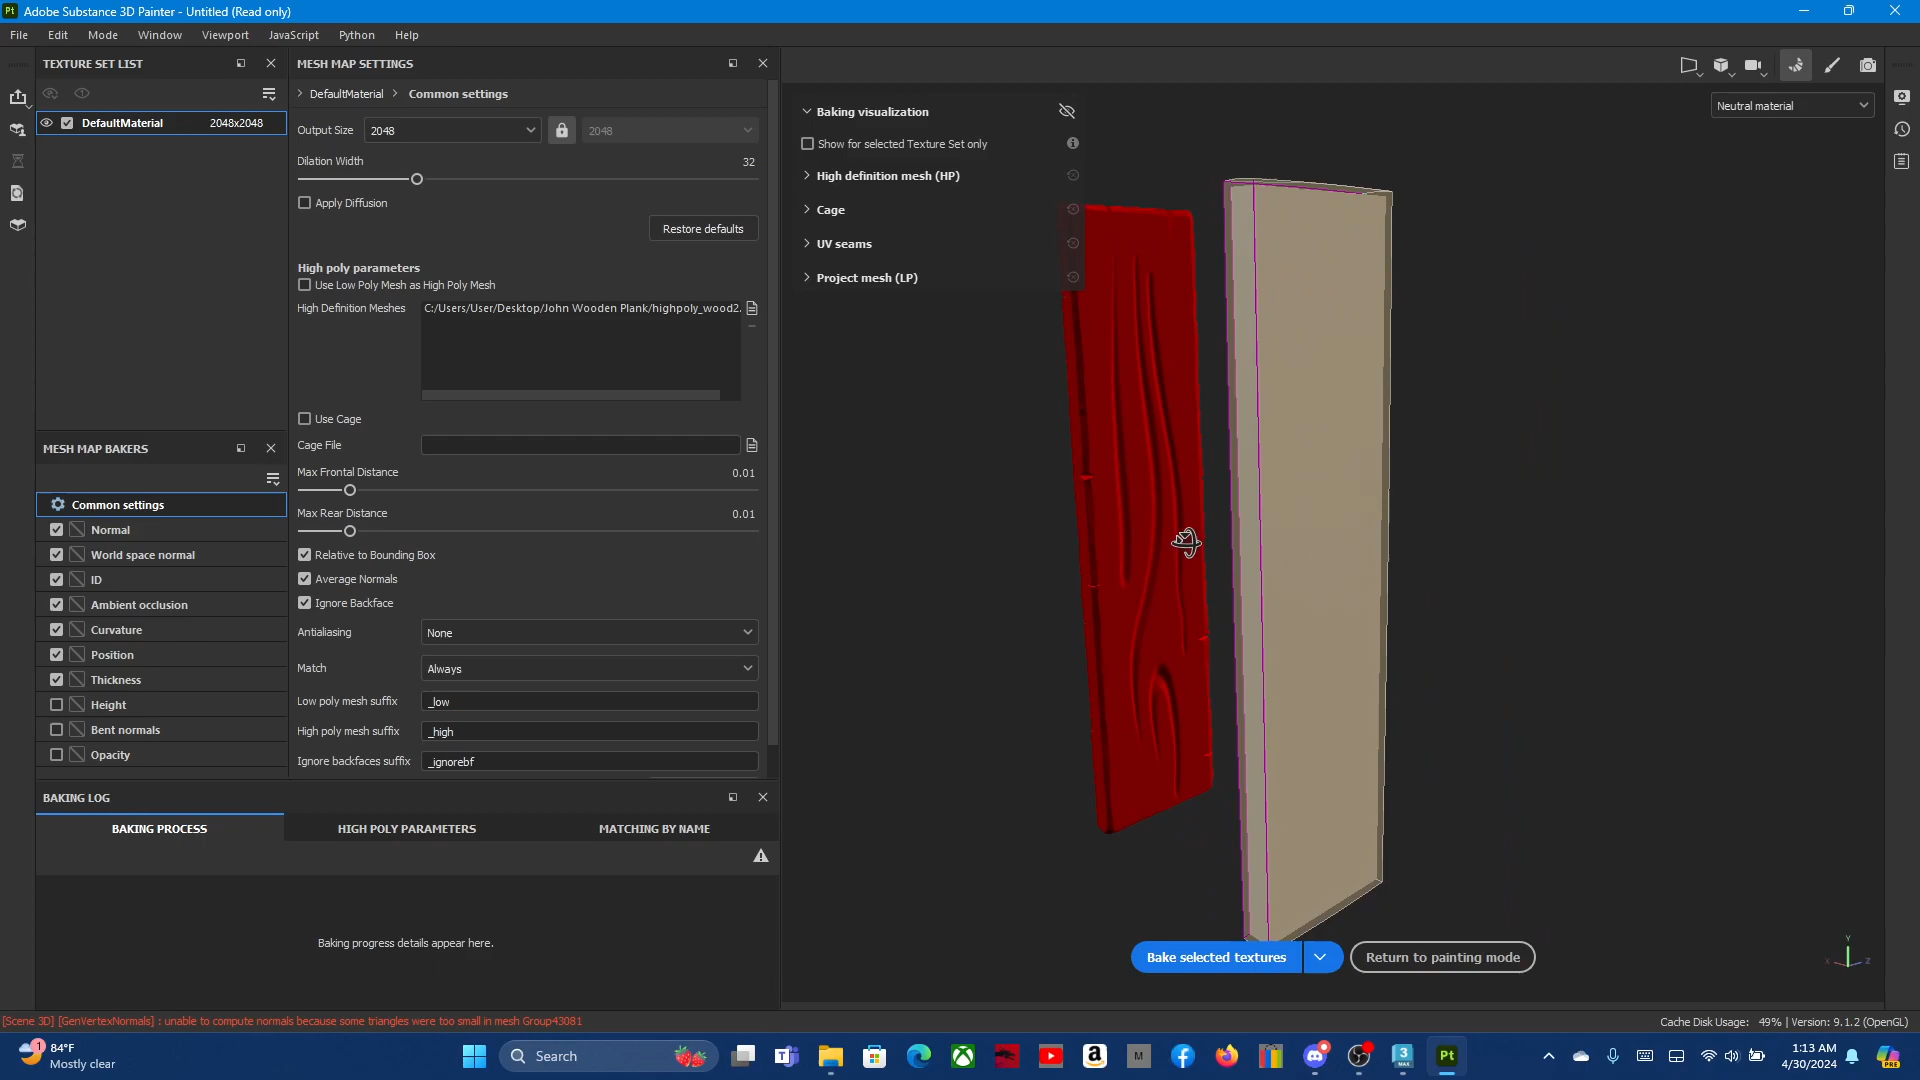 Adobe Substance 3D Painter - Untitled (Read only)
File Edit Mode Window Viewport JavaScript Python Help
TEXTURE SET LIST
DefaultMaterial 2048x2048
MESH MAP SETTINGS
DefaultMaterial > Common settings
Output Size 2048 2048
Dilation Width 32
Apply Diffusion
Restore defaults
High poly parameters
Use Low Poly Mesh as High Poly Mesh
High Definition Meshes C:/Users/User/Desktop/John Wooden Plank/highpoly_wood2.
Use Cage
Cage File
Max Frontal Distance 0.01
Max Rear Distance 0.01
Relative to Bounding Box
Average Normals
Ignore Backface
Antialiasing None
Match Always
Low poly mesh suffix _low
High poly mesh suffix _high
Ignore backfaces suffix _ignorebf
MESH MAP BAKERS
Common settings
Normal
World space normal
ID
Ambient occlusion
Curvature
Position
Thickness
Height
Bent normals
Opacity
BAKING LOG
BAKING PROCESS HIGH POLY PARAMETERS MATCHING BY NAME
Baking progress details appear here.
Baking visualization
Show for selected Texture Set only
High definition mesh (HP)
Cage
UV seams
Project mesh (LP)
Neutral material
Bake selected textures
Return to painting mode
Y
X Z
[Scene 3D] [GenVertexNormals] : unable to compute normals because some triangles were too small in mesh Group43081
Cache Disk Usage: 49% | Version: 9.1.2 (OpenGL)
1
84°F
Mostly clear
Search
M
3
MAX
Pt
1:13 AM
4/30/2024
PRE